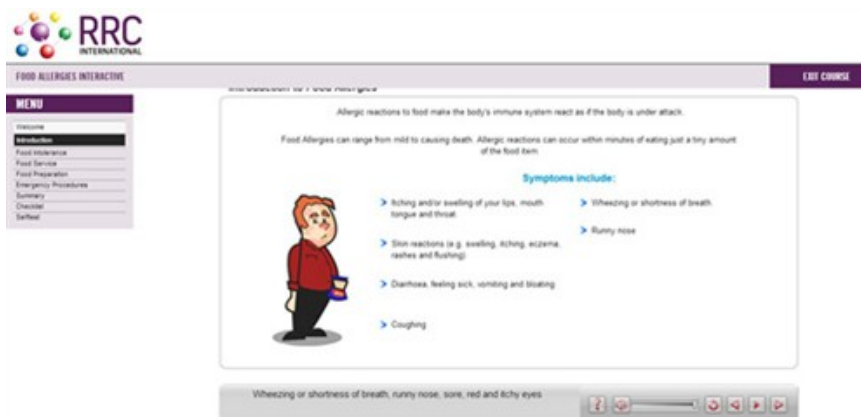 RRC
INTERNATIONAL
FOOD ALLERGIES INTERACTIVE
EXIT COURSE
Introduction to Food Allergies
MENU
Welcome
Introduction
Food Intolerance
Food Service
Food Preparation
Emergency Procedures
Summary
Checklist
Selftest
Allergic reactions to food make the body's immune system react as if the body is under attack.
Food Allergies can range from mild to causing death. Allergic reactions can occur within minutes of eating just a tiny amount
of the food item.
Symptoms include:
Itching and/or swelling of your lips, mouth
tongue and throat.
Skin reactions (e.g. swelling, itching, eczema,
rashes and flushing)
Diarrhoea, feeling sick, vomiting and bloating
Coughing
Wheezing or shortness of breath
Runny nose
Wheezing or shortness of breath, runny nose, sore, red and itchy eyes
?